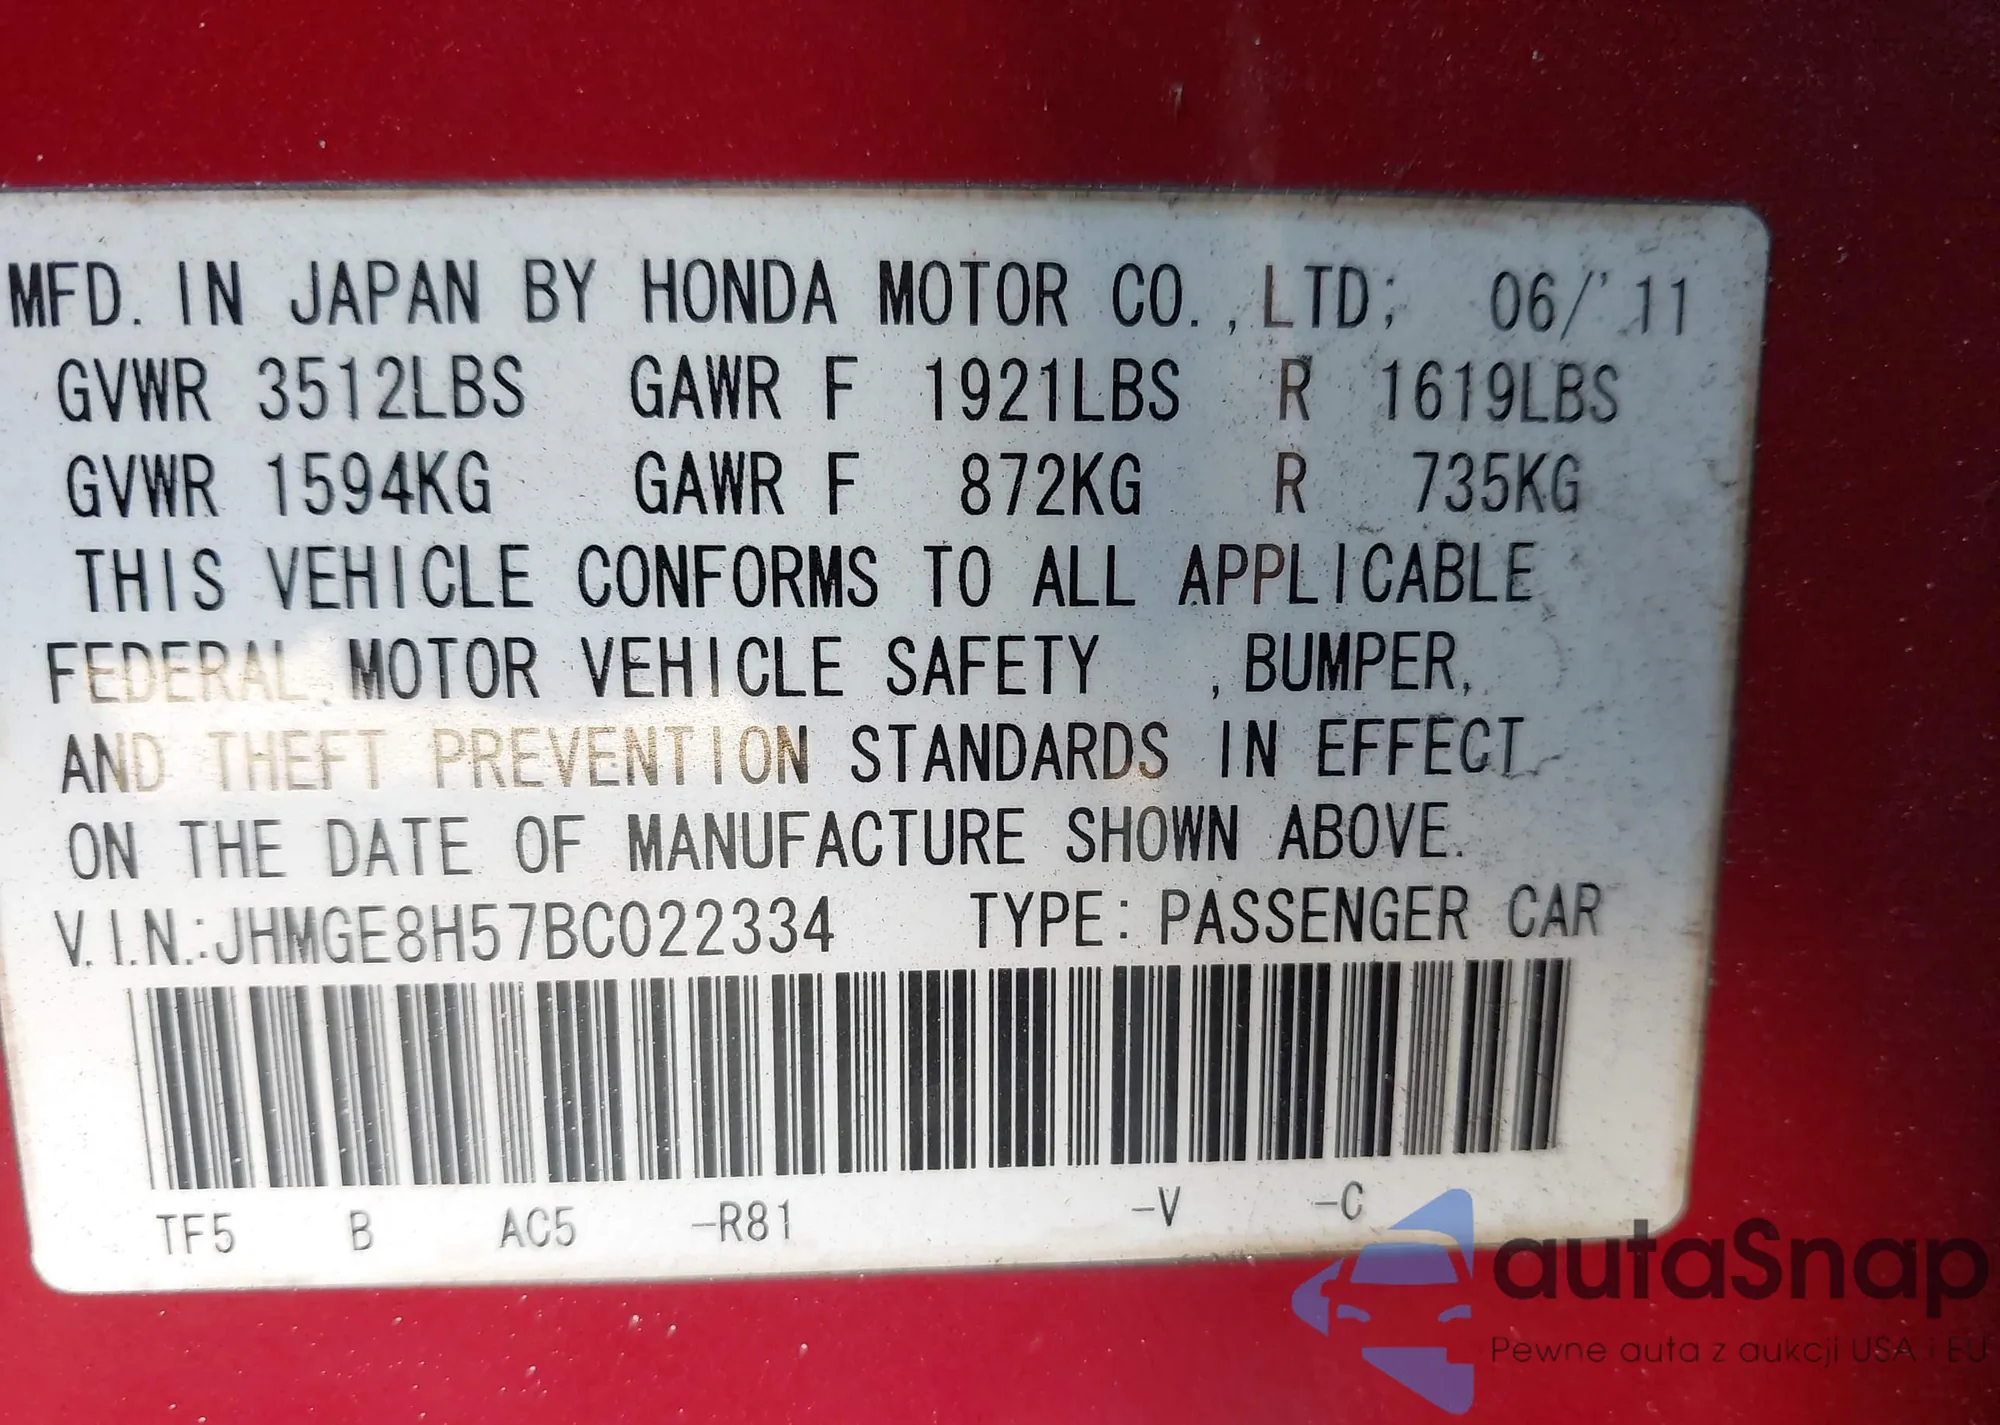 MFD. IN JAPAN BY HONDA MOTOR CO.,LTD; 06/'11
GVWR 3512LBS GAWR F 1921LBS R 1619LBS
GVWR 1594KG GAWR F 872KG R 735KG
THIS VEHICLE CONFORMS TO ALL APPLICABLE
FEDERAL MOTOR VEHICLE SAFETY ,BUMPER,
AND THEFT PREVENTION STANDARDS IN EFFECT
ON THE DATE OF MANUFACTURE SHOWN ABOVE.
V.I.N.:JHMGE8H57BC022334 TYPE:PASSENGER CAR
TF5 B AC5 -R81 -V -C
autaSnap
Pewne auta z aukcji USA i EU